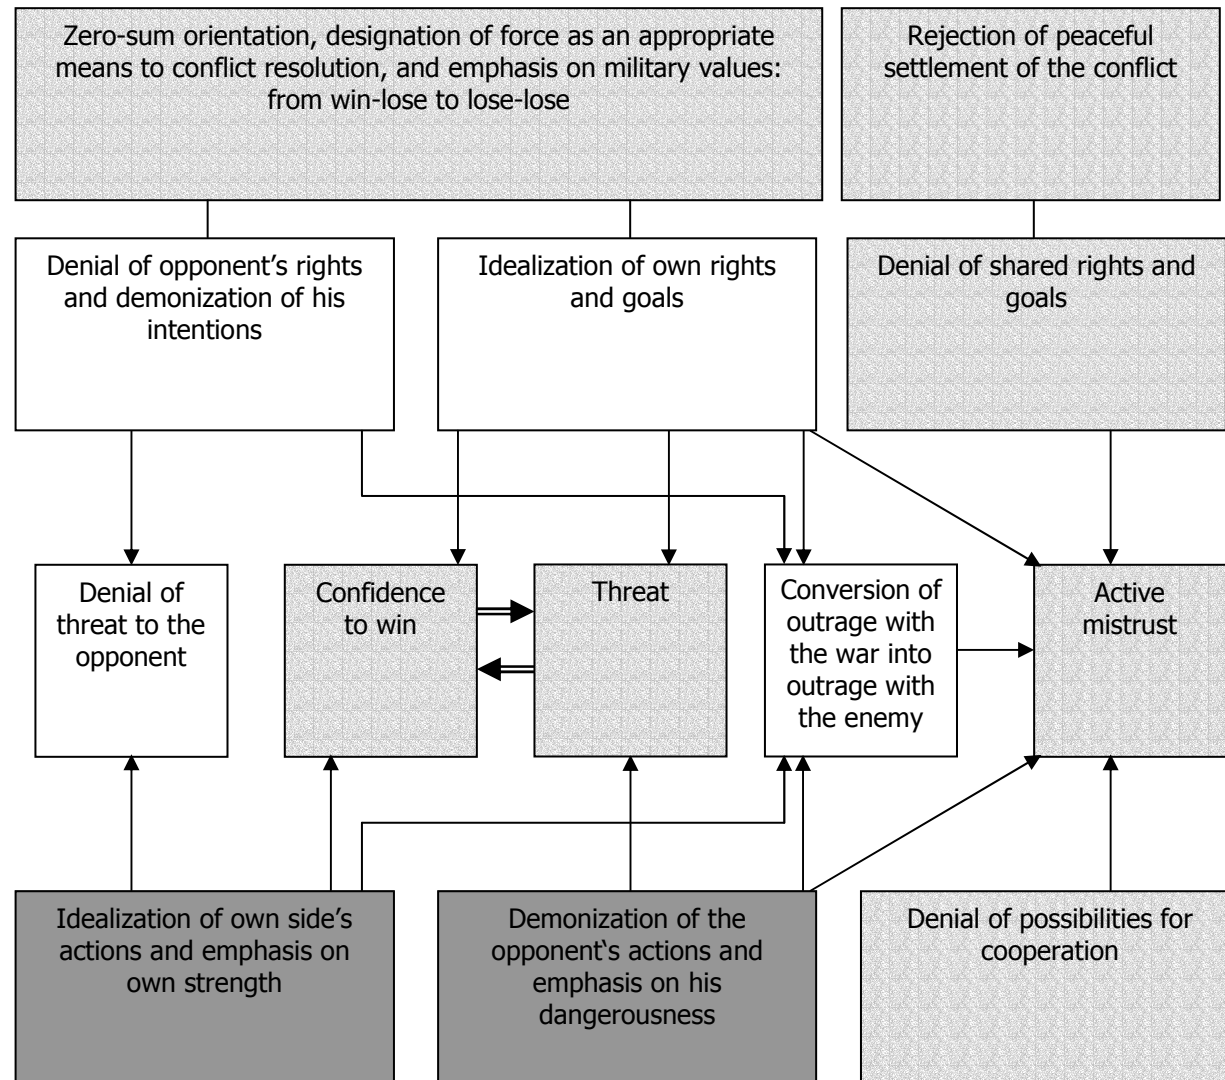 Zero-sum orientation, designation of force as an appropriate
means to conflict resolution, and emphasis on military values:
from win-lose to lose-lose
Rejection of peaceful
settlement of the conflict
Denial of opponent’s rights
and demonization of his
intentions
Idealization of own rights
and goals
Denial of shared rights and
goals
Denial of
threat to the
opponent
Confidence
to win
Threat
Conversion of
outrage with
the war into
outrage with
the enemy
Active
mistrust
Idealization of own side’s
actions and emphasis on
own strength
Demonization of the
opponent‘s actions and
emphasis on his
dangerousness
Denial of possibilities for
cooperation